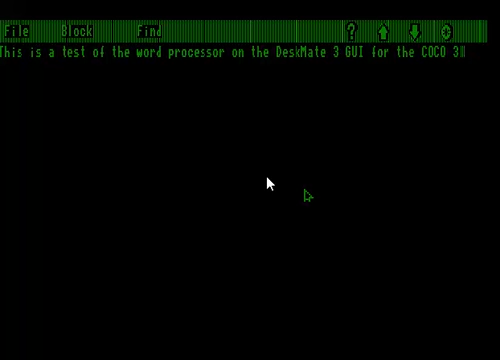 File Block Find ?
This is a test of the word processor on the DeskMate 3 GUI for the COCO 3